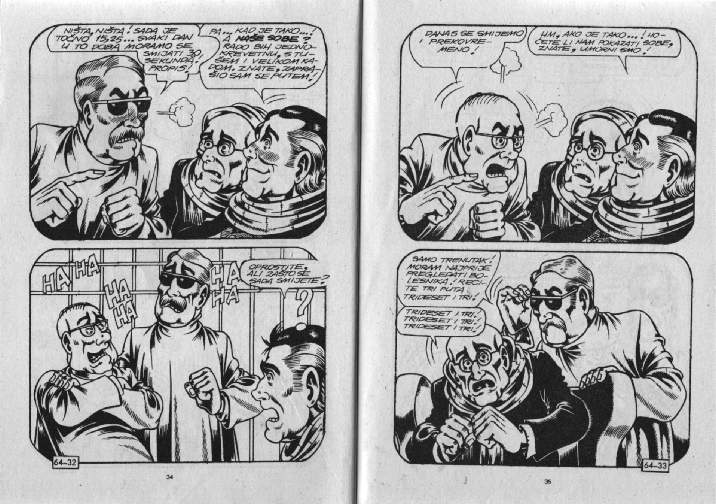 NIŠTA, NIŠTA! SADA JE
TOČNO 15,25... SVAKI DAN
U TO DOBA MORAMO SE
SMIJATI 30
SEKUNDA!
PROPIS!
PA... KAD JE TAKO...
A NAŠE SOBE?
RADO BIH JEDNO-
KREVETNU, S TU-
ŠEM I VELIKOM KA-
DOM. ZNATE, ZAPRA-
ŠIO SAM SE PUTEM!
HA HA
HA
HA
HA
HA
OPROSTITE,
ALI ZAŠTO SE
SADA SMIJETE?
?
64-32
34
DANAS SE SMIJEMO
I PREKOVRE-
MENO!
HM, AKO JE TAKO...! HO-
ĆETE LI NAM POKAZATI SOBE,
ZNATE, UMORNI SMO!
SAMO TRENUTAK!
MORAM NAJPRIJE
PREGLEDATI BO-
LESNIKA! RECI-
TE TRI PUTA
TRIDESET I TRI!
TRIDESET I TRI!
TRIDESET I TRI!
TRIDESET I TRI!
64-33
35